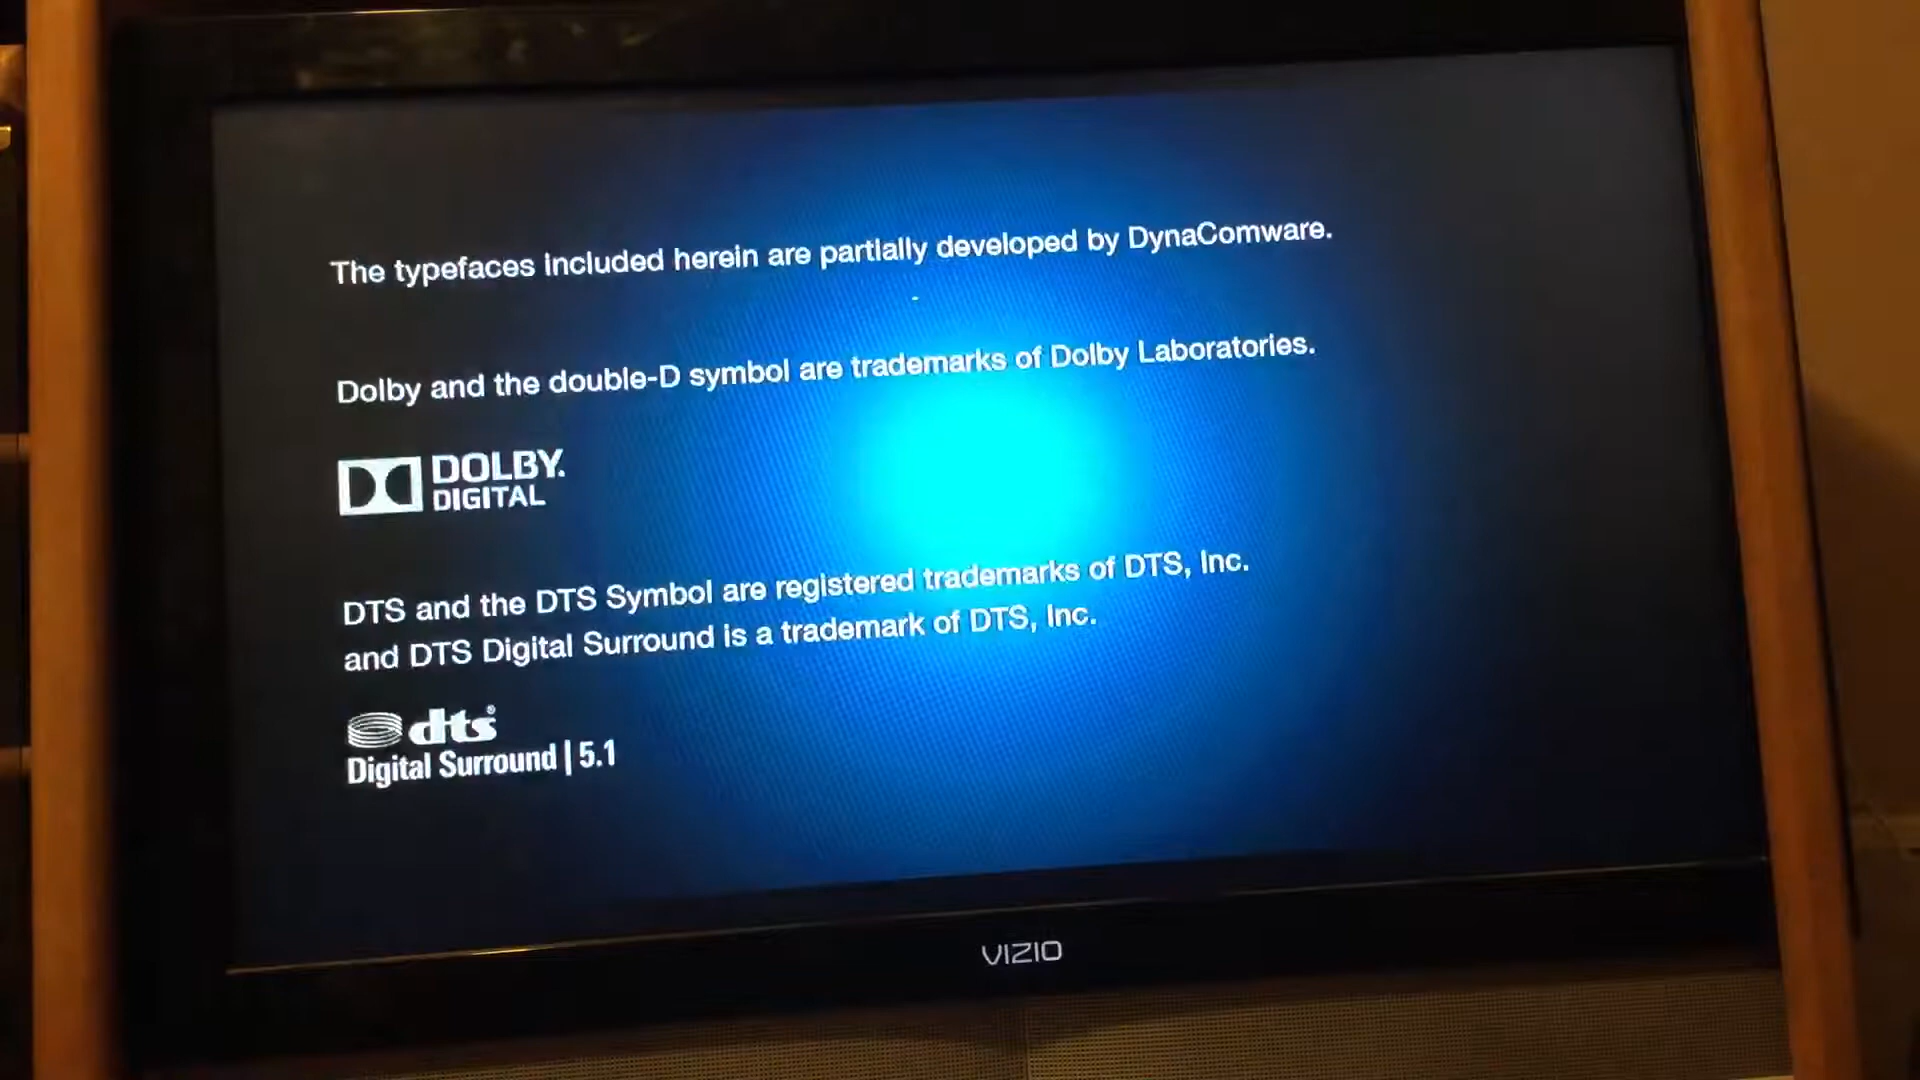 The typefaces included herein are partially developed by DynaComware.
Dolby and the double-D symbol are trademarks of Dolby Laboratories.
DOLBY.
DIGITAL
DTS and the DTS Symbol are registered trademarks of DTS, Inc.
and DTS Digital Surround is a trademark of DTS, Inc.
dts®
Digital Surround | 5.1
VIZIO